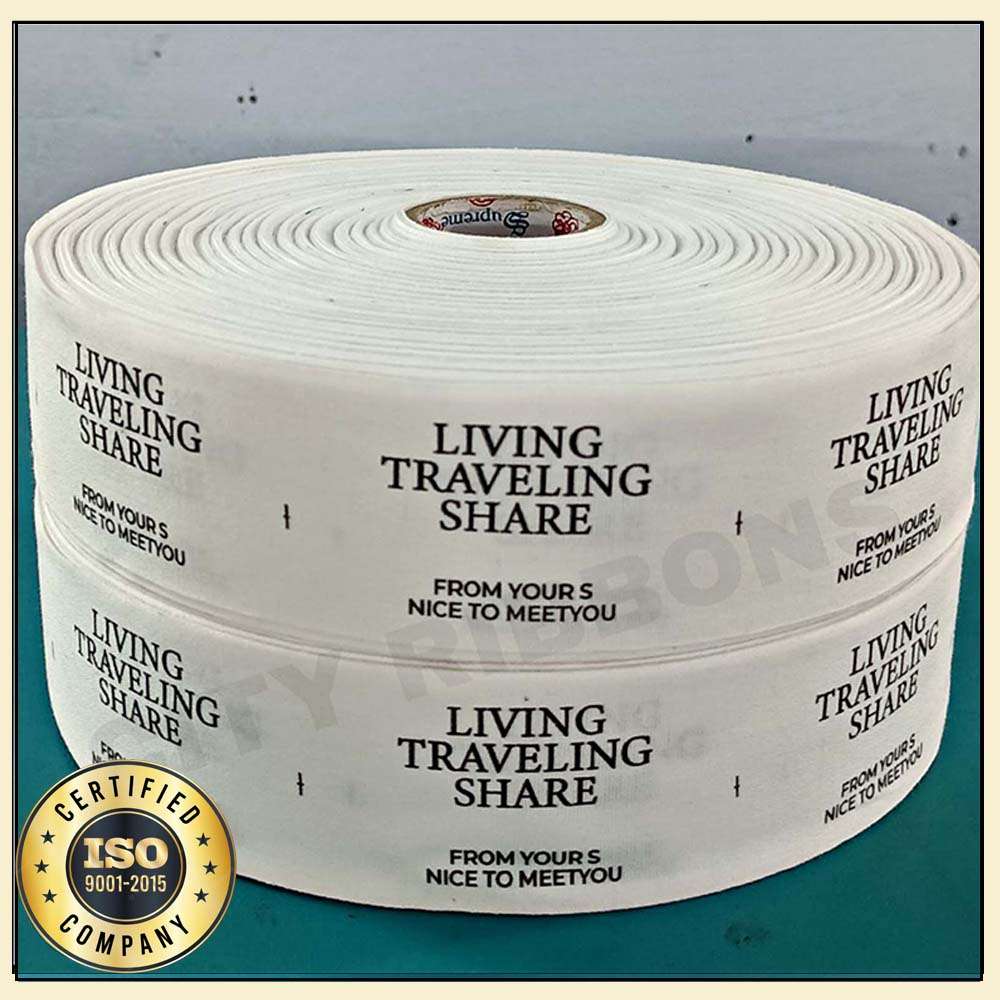 Supreme
LIVING
TRAVELING
SHARE
FROM YOUR S
NICE TO MEETYOU
LIVING
TRAVELING
SHARE
FROM YOUR S
NICE TO MEETYOU
LIVING
TRAVELING
SHARE
FROM YOUR S
NICE TO MEETYOU
LIVING
TRAVELING
SHARE
LIVING
TRAVELING
SHARE
FROM YOUR S
NICE TO MEETYOU
LIVING
TRAVELING
SHARE
FROM YOUR S
NICE TO MEETYOU
RIBBONS
CERTIFIED
ISO
9001-2015
COMPANY